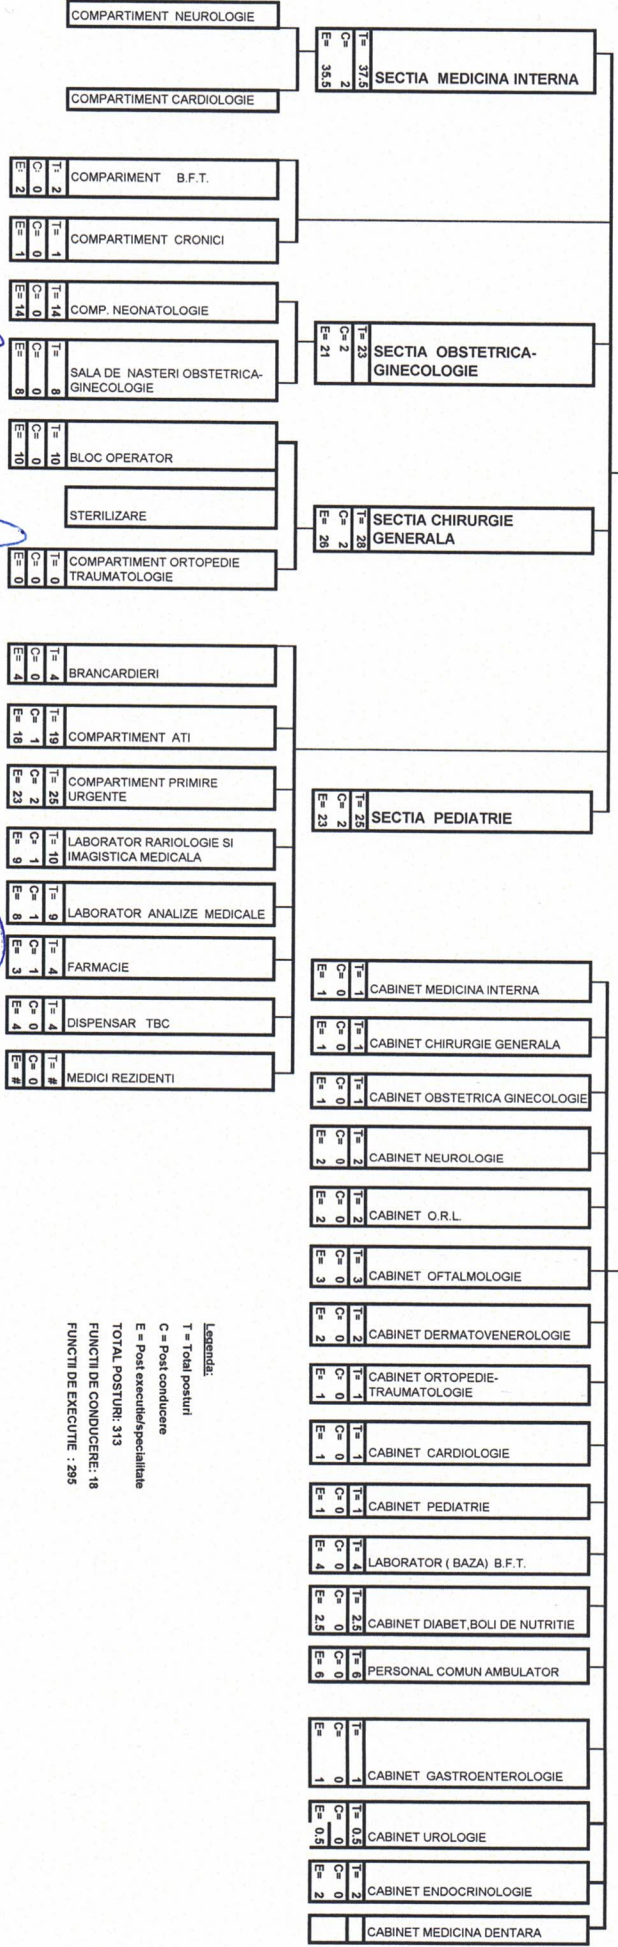 COMPARTIMENT NEUROLOGIE
COMPARTIMENT CARDIOLOGIE
T= 37.5
C= 2
E= 35.5
SECTIA MEDICINA INTERNA
T= 2
C= 0
E= 2
COMPARIMENT B.F.T.
T= 1
C= 0
E= 1
COMPARTIMENT CRONICI
T= 14
C= 0
E= 14
COMP. NEONATOLOGIE
T= 8
C= 0
E= 8
SALA DE NASTERI OBSTETRICA-
GINECOLOGIE
T= 23
C= 2
E= 21
SECTIA OBSTETRICA-
GINECOLOGIE
T= 10
C= 0
E= 10
BLOC OPERATOR
STERILIZARE
T= 0
C= 0
E= 0
COMPARTIMENT ORTOPEDIE
TRAUMATOLOGIE
T= 28
C= 2
E= 26
SECTIA CHIRURGIE
GENERALA
T= 4
C= 0
E= 4
BRANCARDIERI
T= 19
C= 1
E= 18
COMPARTIMENT ATI
T= 25
C= 2
E= 23
COMPARTIMENT PRIMIRE
URGENTE
T= 10
C= 1
E= 9
LABORATOR RARIOLOGIE SI
IMAGISTICA MEDICALA
T= 9
C= 1
E= 8
LABORATOR ANALIZE MEDICALE
T= 4
C= 1
E= 3
FARMACIE
T= 4
C= 0
E= 4
DISPENSAR TBC
T= #
C= 0
E= #
MEDICI REZIDENTI
T= 25
C= 2
E= 23
SECTIA PEDIATRIE
T= 1
C= 0
E= 1
CABINET MEDICINA INTERNA
T= 1
C= 0
E= 1
CABINET CHIRURGIE GENERALA
T= 1
C= 0
E= 1
CABINET OBSTETRICA GINECOLOGIE
T= 2
C= 0
E= 2
CABINET NEUROLOGIE
T= 2
C= 0
E= 2
CABINET O.R.L.
T= 3
C= 0
E= 3
CABINET OFTALMOLOGIE
T= 2
C= 0
E= 2
CABINET DERMATOVENEROLOGIE
T= 1
C= 0
E= 1
CABINET ORTOPEDIE-
TRAUMATOLOGIE
T= 1
C= 0
E= 1
CABINET CARDIOLOGIE
T= 1
C= 0
E= 1
CABINET PEDIATRIE
T= 4
C= 0
E= 4
LABORATOR ( BAZA) B.F.T.
T= 2.5
C= 0
E= 2.5
CABINET DIABET,BOLI DE NUTRITIE
T= 6
C= 0
E= 6
PERSONAL COMUN AMBULATOR
T= 1
C= 0
E= 1
CABINET GASTROENTEROLOGIE
T= 0.5
C= 0
E= 0.5
CABINET UROLOGIE
T= 2
C= 0
E= 2
CABINET ENDOCRINOLOGIE
CABINET MEDICINA DENTARA
Legenda:
T = Total posturi
C = Post conducere
E = Post executie/specialitate
TOTAL POSTURI: 313
FUNCTII DE CONDUCERE: 18
FUNCTII DE EXECUTIE : 295